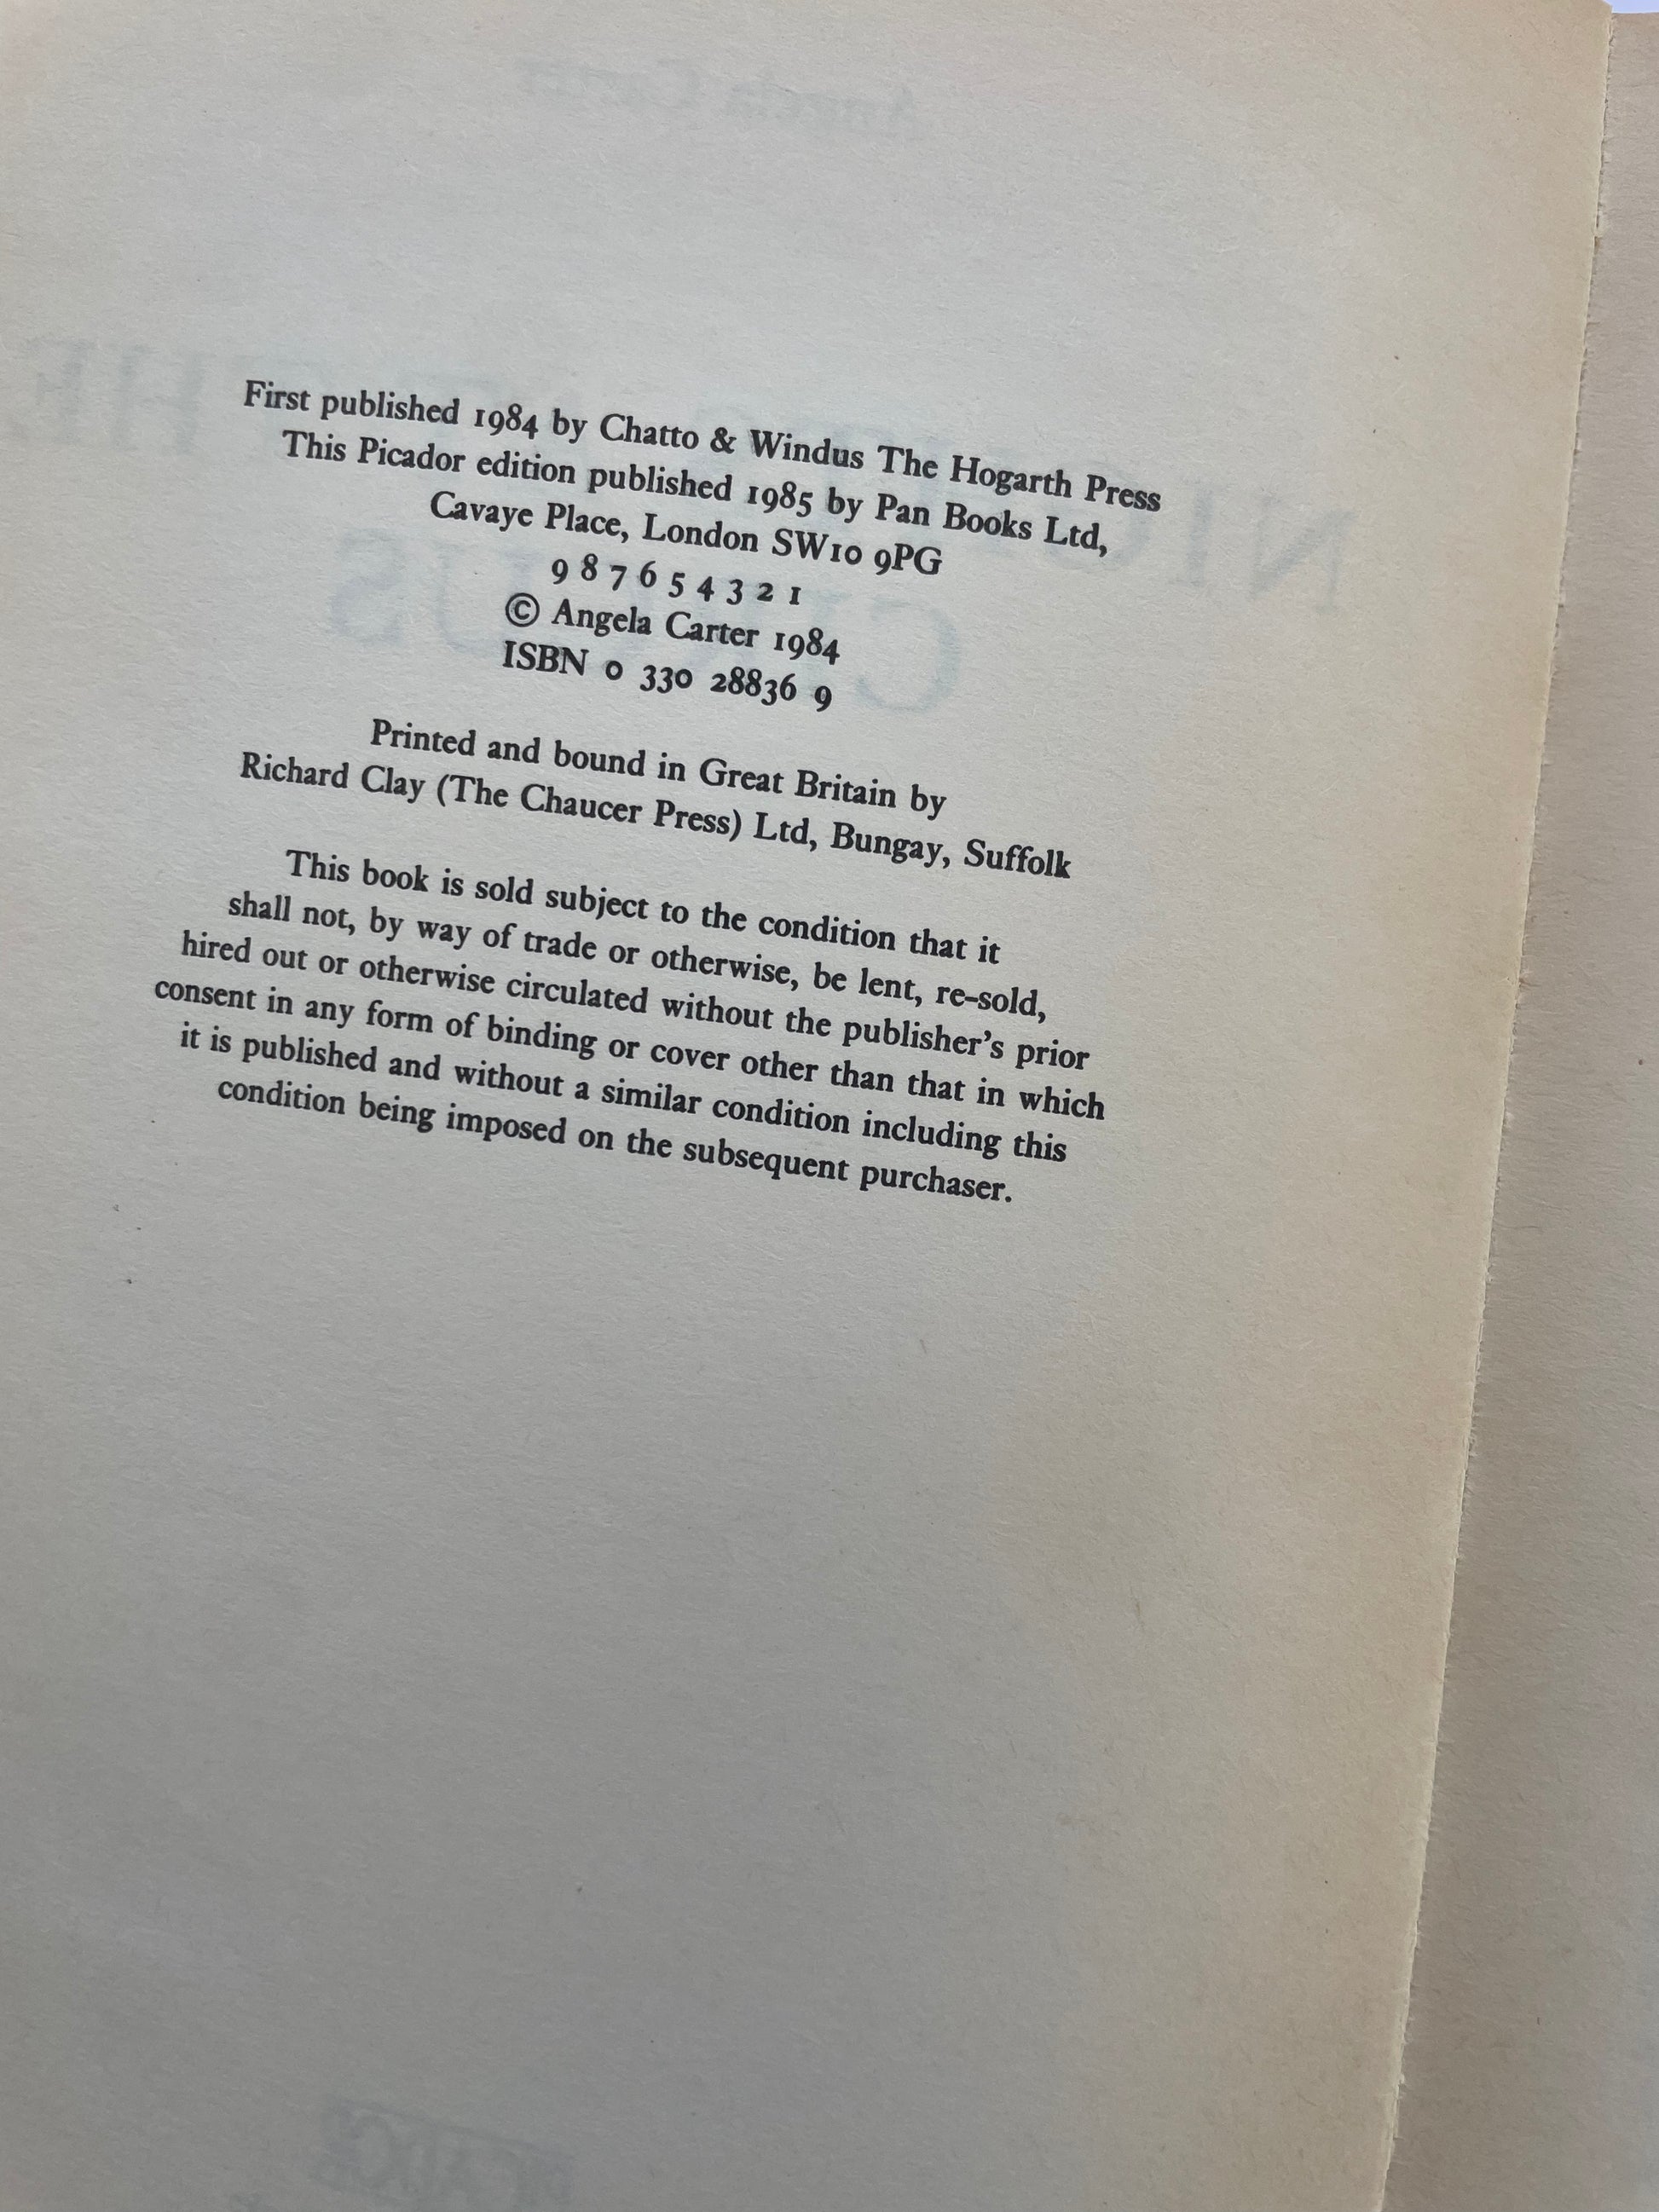 First published 1984 by Chatto & Windus The Hogarth Press
This Picador edition published 1985 by Pan Books Ltd,
Cavaye Place, London SW10 9PG
9 8 7 6 5 4 3 2 1
© Angela Carter 1984
ISBN 0 330 28836 9
Printed and bound in Great Britain by
Richard Clay (The Chaucer Press) Ltd, Bungay, Suffolk
This book is sold subject to the condition that it
shall not, by way of trade or otherwise, be lent, re-sold,
hired out or otherwise circulated without the publisher's prior
consent in any form of binding or cover other than that in which
it is published and without a similar condition including this
condition being imposed on the subsequent purchaser.